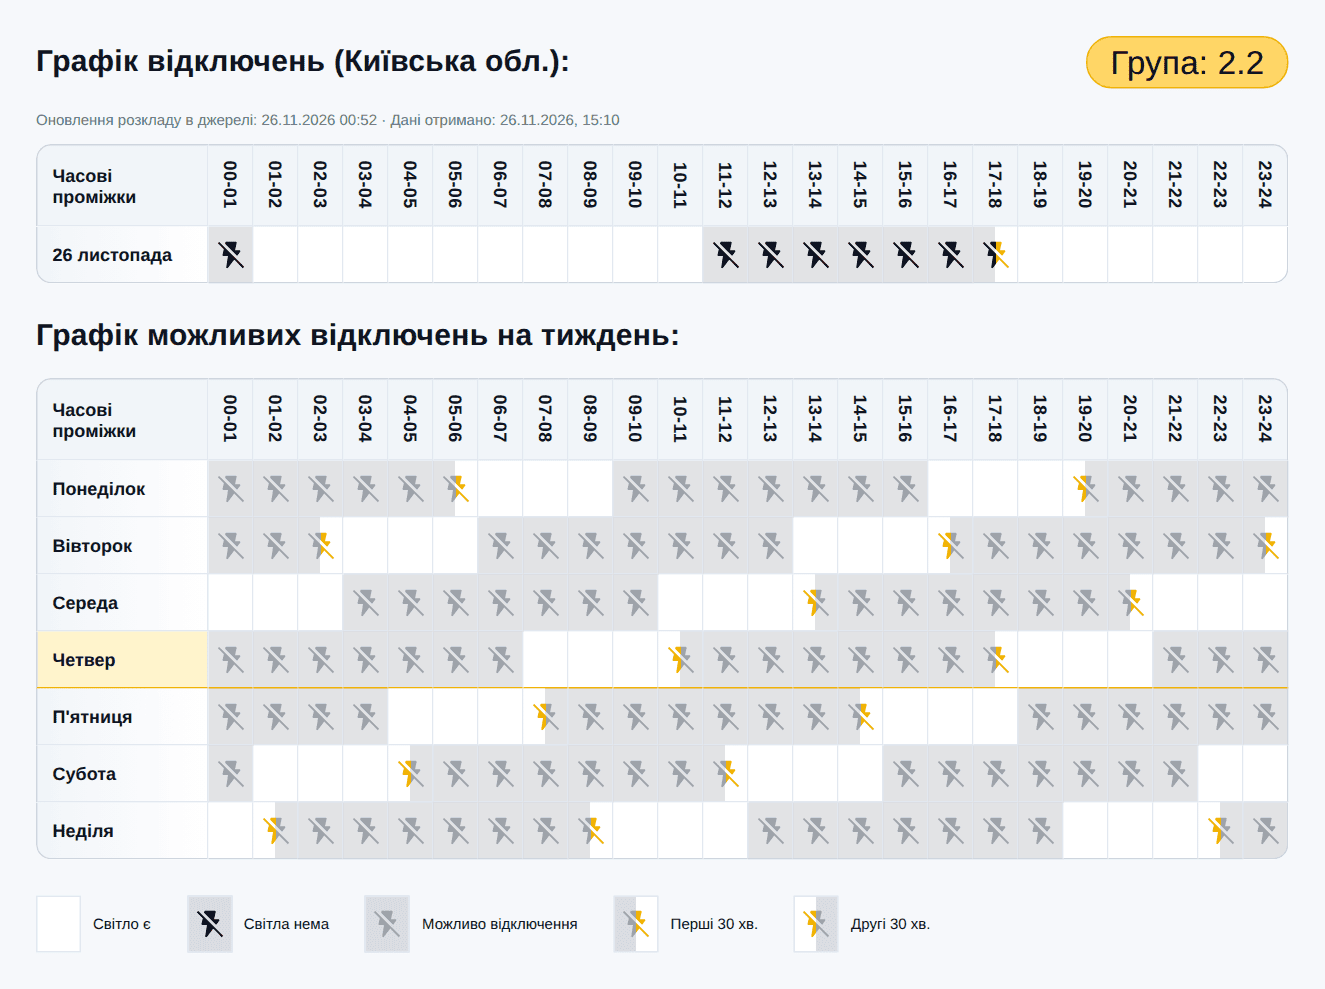 Графік відключень (Київська обл.):
Група: 2.2
Оновлення розкладу в джерелі: 26.11.2026 00:52 · Дані отримано: 26.11.2026, 15:10
Часові проміжки 00-01 01-02 02-03 03-04 04-05 05-06 06-07 07-08 08-09 09-10 10-11 11-12 12-13 13-14 14-15 15-16 16-17 17-18 18-19 19-20 20-21 21-22 22-23 23-24
26 листопада
Графік можливих відключень на тиждень:
Часові проміжки 00-01 01-02 02-03 03-04 04-05 05-06 06-07 07-08 08-09 09-10 10-11 11-12 12-13 13-14 14-15 15-16 16-17 17-18 18-19 19-20 20-21 21-22 22-23 23-24
Понеділок
Вівторок
Середа
Четвер
П'ятниця
Субота
Неділя
Світло є Світла нема Можливо відключення Перші 30 хв. Другі 30 хв.